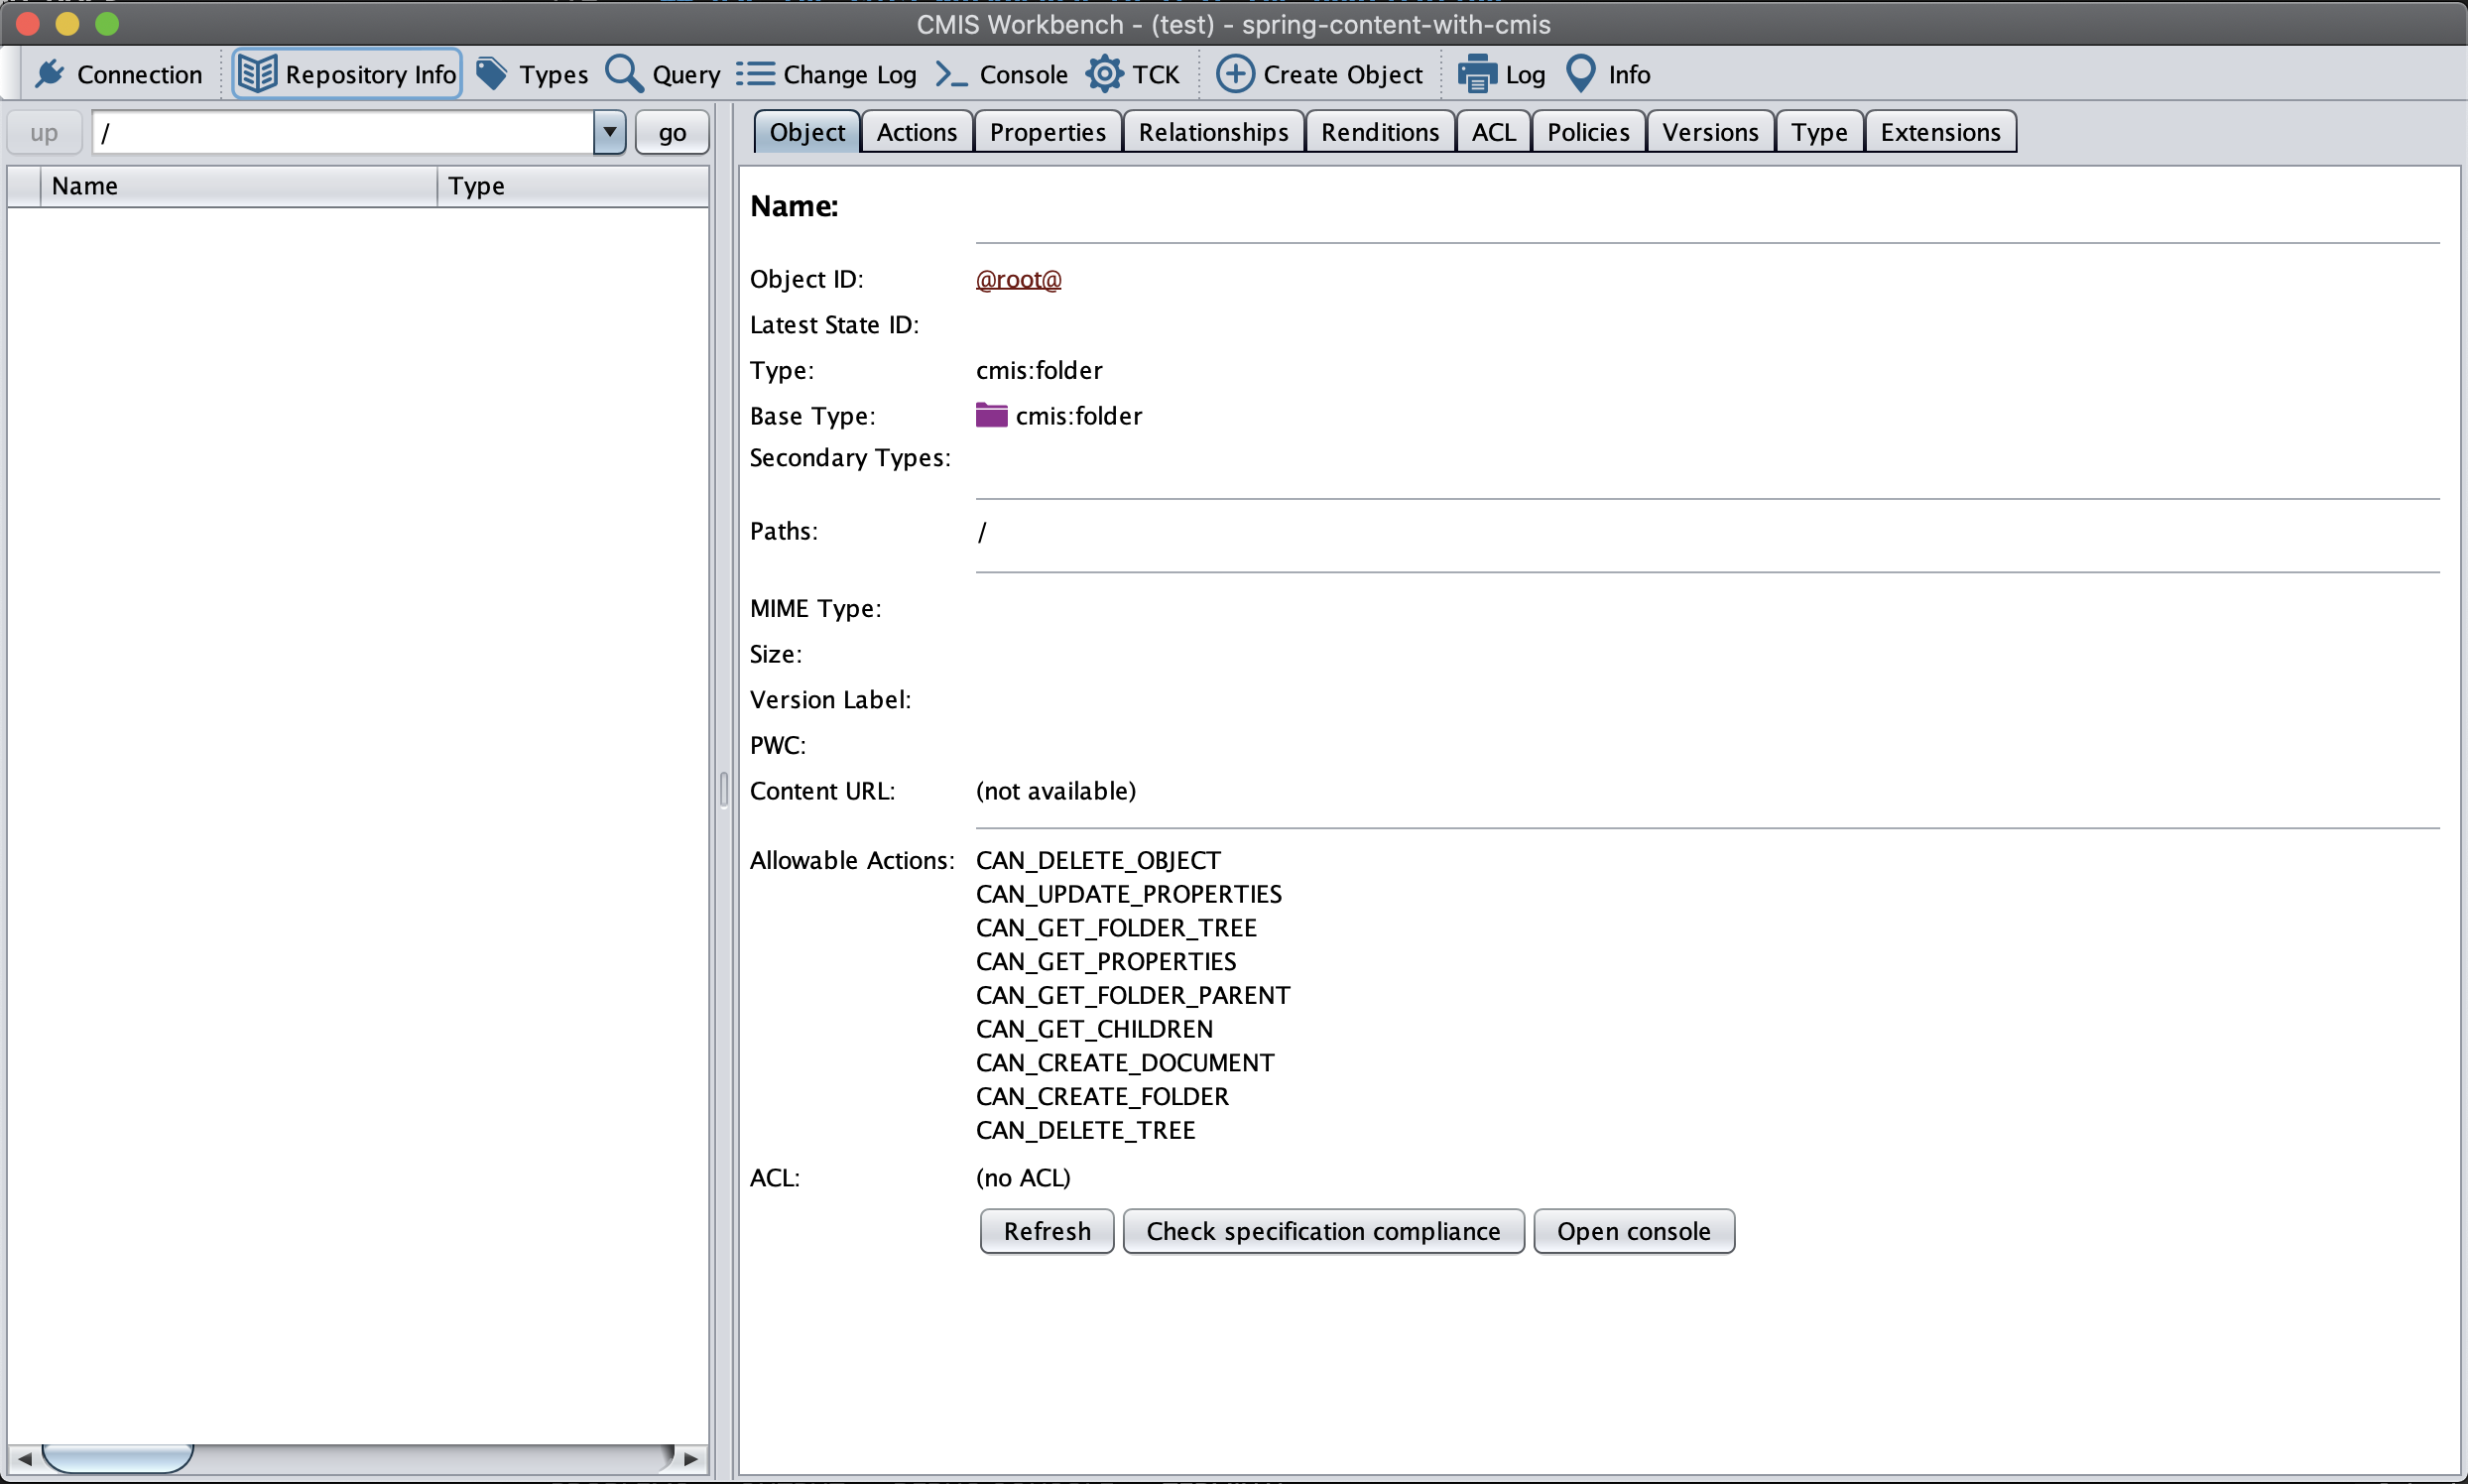 CMIS Workbench - (test) - spring-content-with-cmis
Connection Repository Info Types Query Change Log Console TCK Create Object Log Info
up / go
Object Actions Properties Relationships Renditions ACL Policies Versions Type Extensions
Name Type
Name:
Object ID: @root@
Latest State ID:
Type: cmis:folder
Base Type: cmis:folder
Secondary Types:
Paths: /
MIME Type:
Size:
Version Label:
PWC:
Content URL: (not available)
Allowable Actions: CAN_DELETE_OBJECT
CAN_UPDATE_PROPERTIES
CAN_GET_FOLDER_TREE
CAN_GET_PROPERTIES
CAN_GET_FOLDER_PARENT
CAN_GET_CHILDREN
CAN_CREATE_DOCUMENT
CAN_CREATE_FOLDER
CAN_DELETE_TREE
ACL: (no ACL)
Refresh Check specification compliance Open console